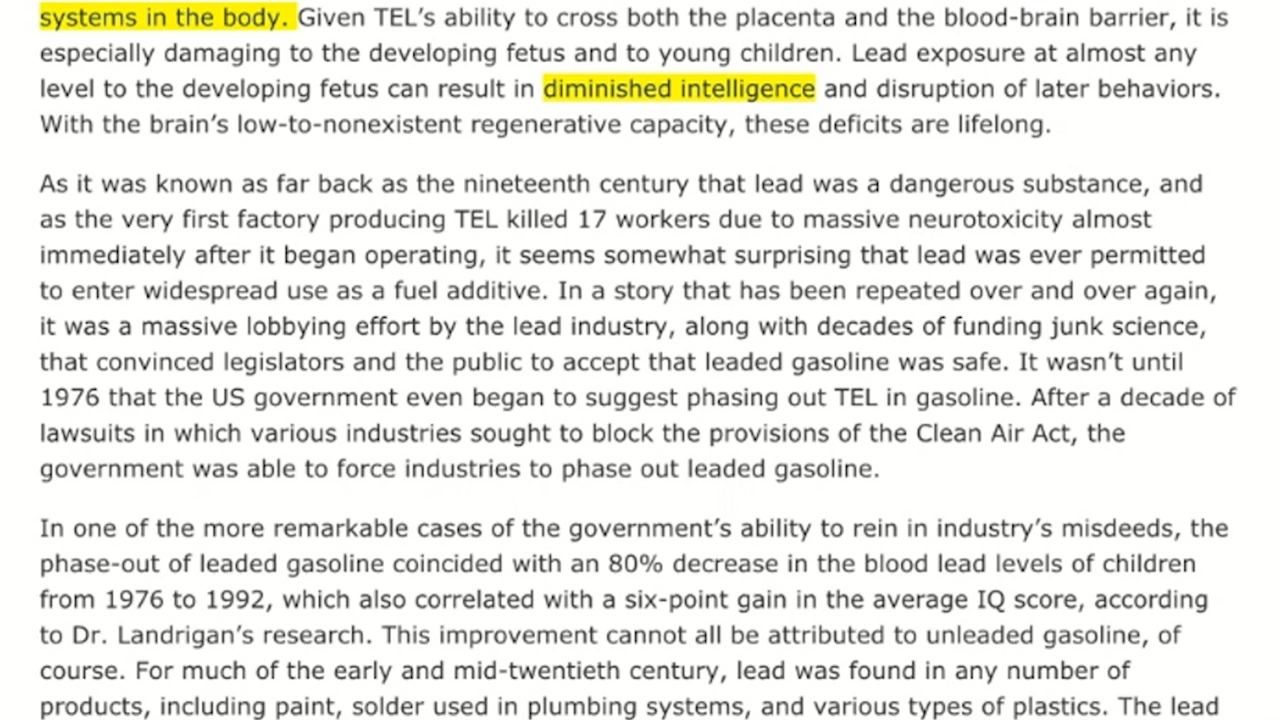 systems in the body. Given TEL’s ability to cross both the placenta and the blood-brain barrier, it is
especially damaging to the developing fetus and to young children. Lead exposure at almost any
level to the developing fetus can result in diminished intelligence and disruption of later behaviors.
With the brain’s low-to-nonexistent regenerative capacity, these deficits are lifelong.
As it was known as far back as the nineteenth century that lead was a dangerous substance, and
as the very first factory producing TEL killed 17 workers due to massive neurotoxicity almost
immediately after it began operating, it seems somewhat surprising that lead was ever permitted
to enter widespread use as a fuel additive. In a story that has been repeated over and over again,
it was a massive lobbying effort by the lead industry, along with decades of funding junk science,
that convinced legislators and the public to accept that leaded gasoline was safe. It wasn’t until
1976 that the US government even began to suggest phasing out TEL in gasoline. After a decade of
lawsuits in which various industries sought to block the provisions of the Clean Air Act, the
government was able to force industries to phase out leaded gasoline.
In one of the more remarkable cases of the government’s ability to rein in industry’s misdeeds, the
phase-out of leaded gasoline coincided with an 80% decrease in the blood lead levels of children
from 1976 to 1992, which also correlated with a six-point gain in the average IQ score, according
to Dr. Landrigan’s research. This improvement cannot all be attributed to unleaded gasoline, of
course. For much of the early and mid-twentieth century, lead was found in any number of
products, including paint, solder used in plumbing systems, and various types of plastics. The lead